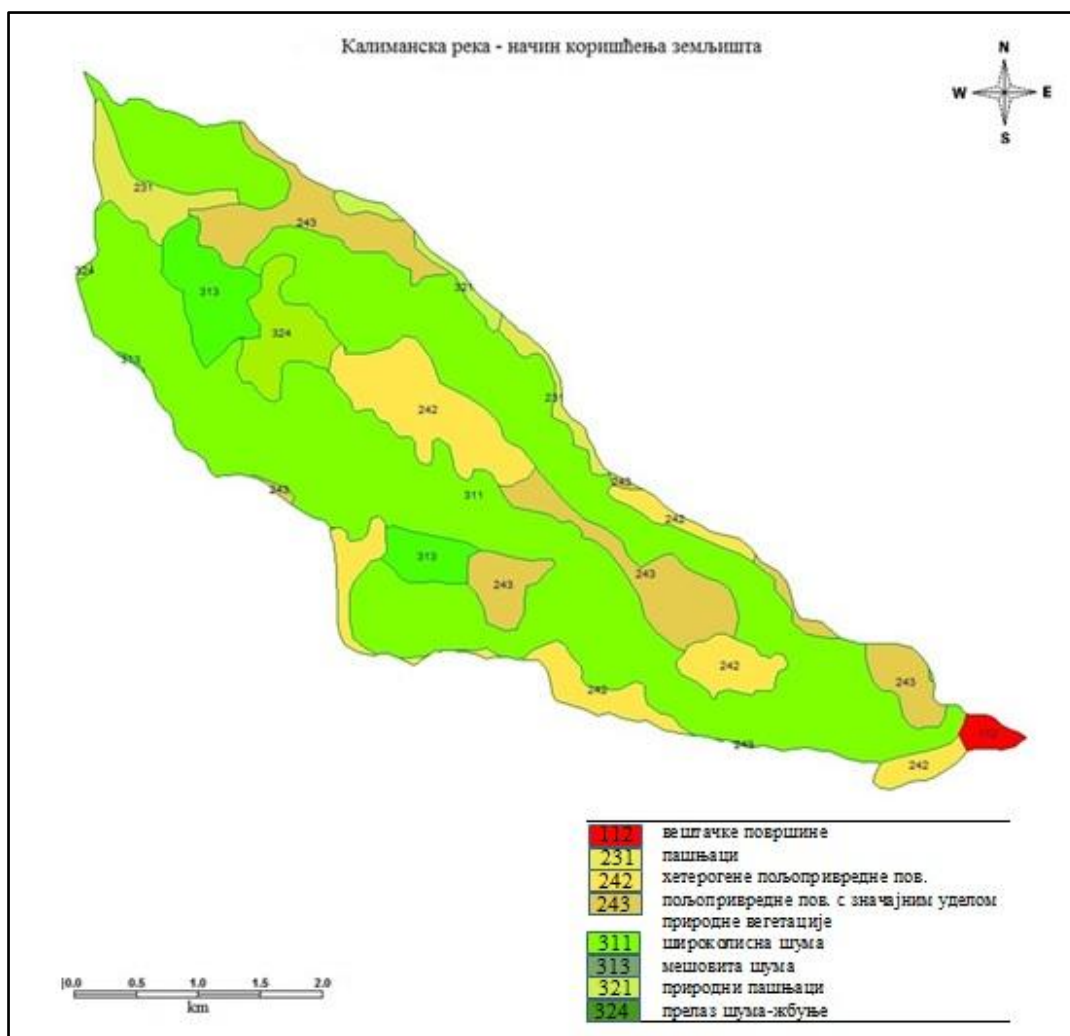 Калиманска река - начин коришћења земљишта
N
W E
S
231
243
324
313
321
324
313
231
242
243
311
243
242
313
243
243
242
243
242
243
242
112
242
0.0 0.5 1.0 1.5 2.0
km
112 вештачке површине
231 пашњаци
242 хетерогене пољопривредне пов.
243 пољопривредне пов. с значајним уделом
природне вегетације
311 широколисна шума
313 мешовита шума
321 природни пашњаци
324 прелаз шума-жбуње